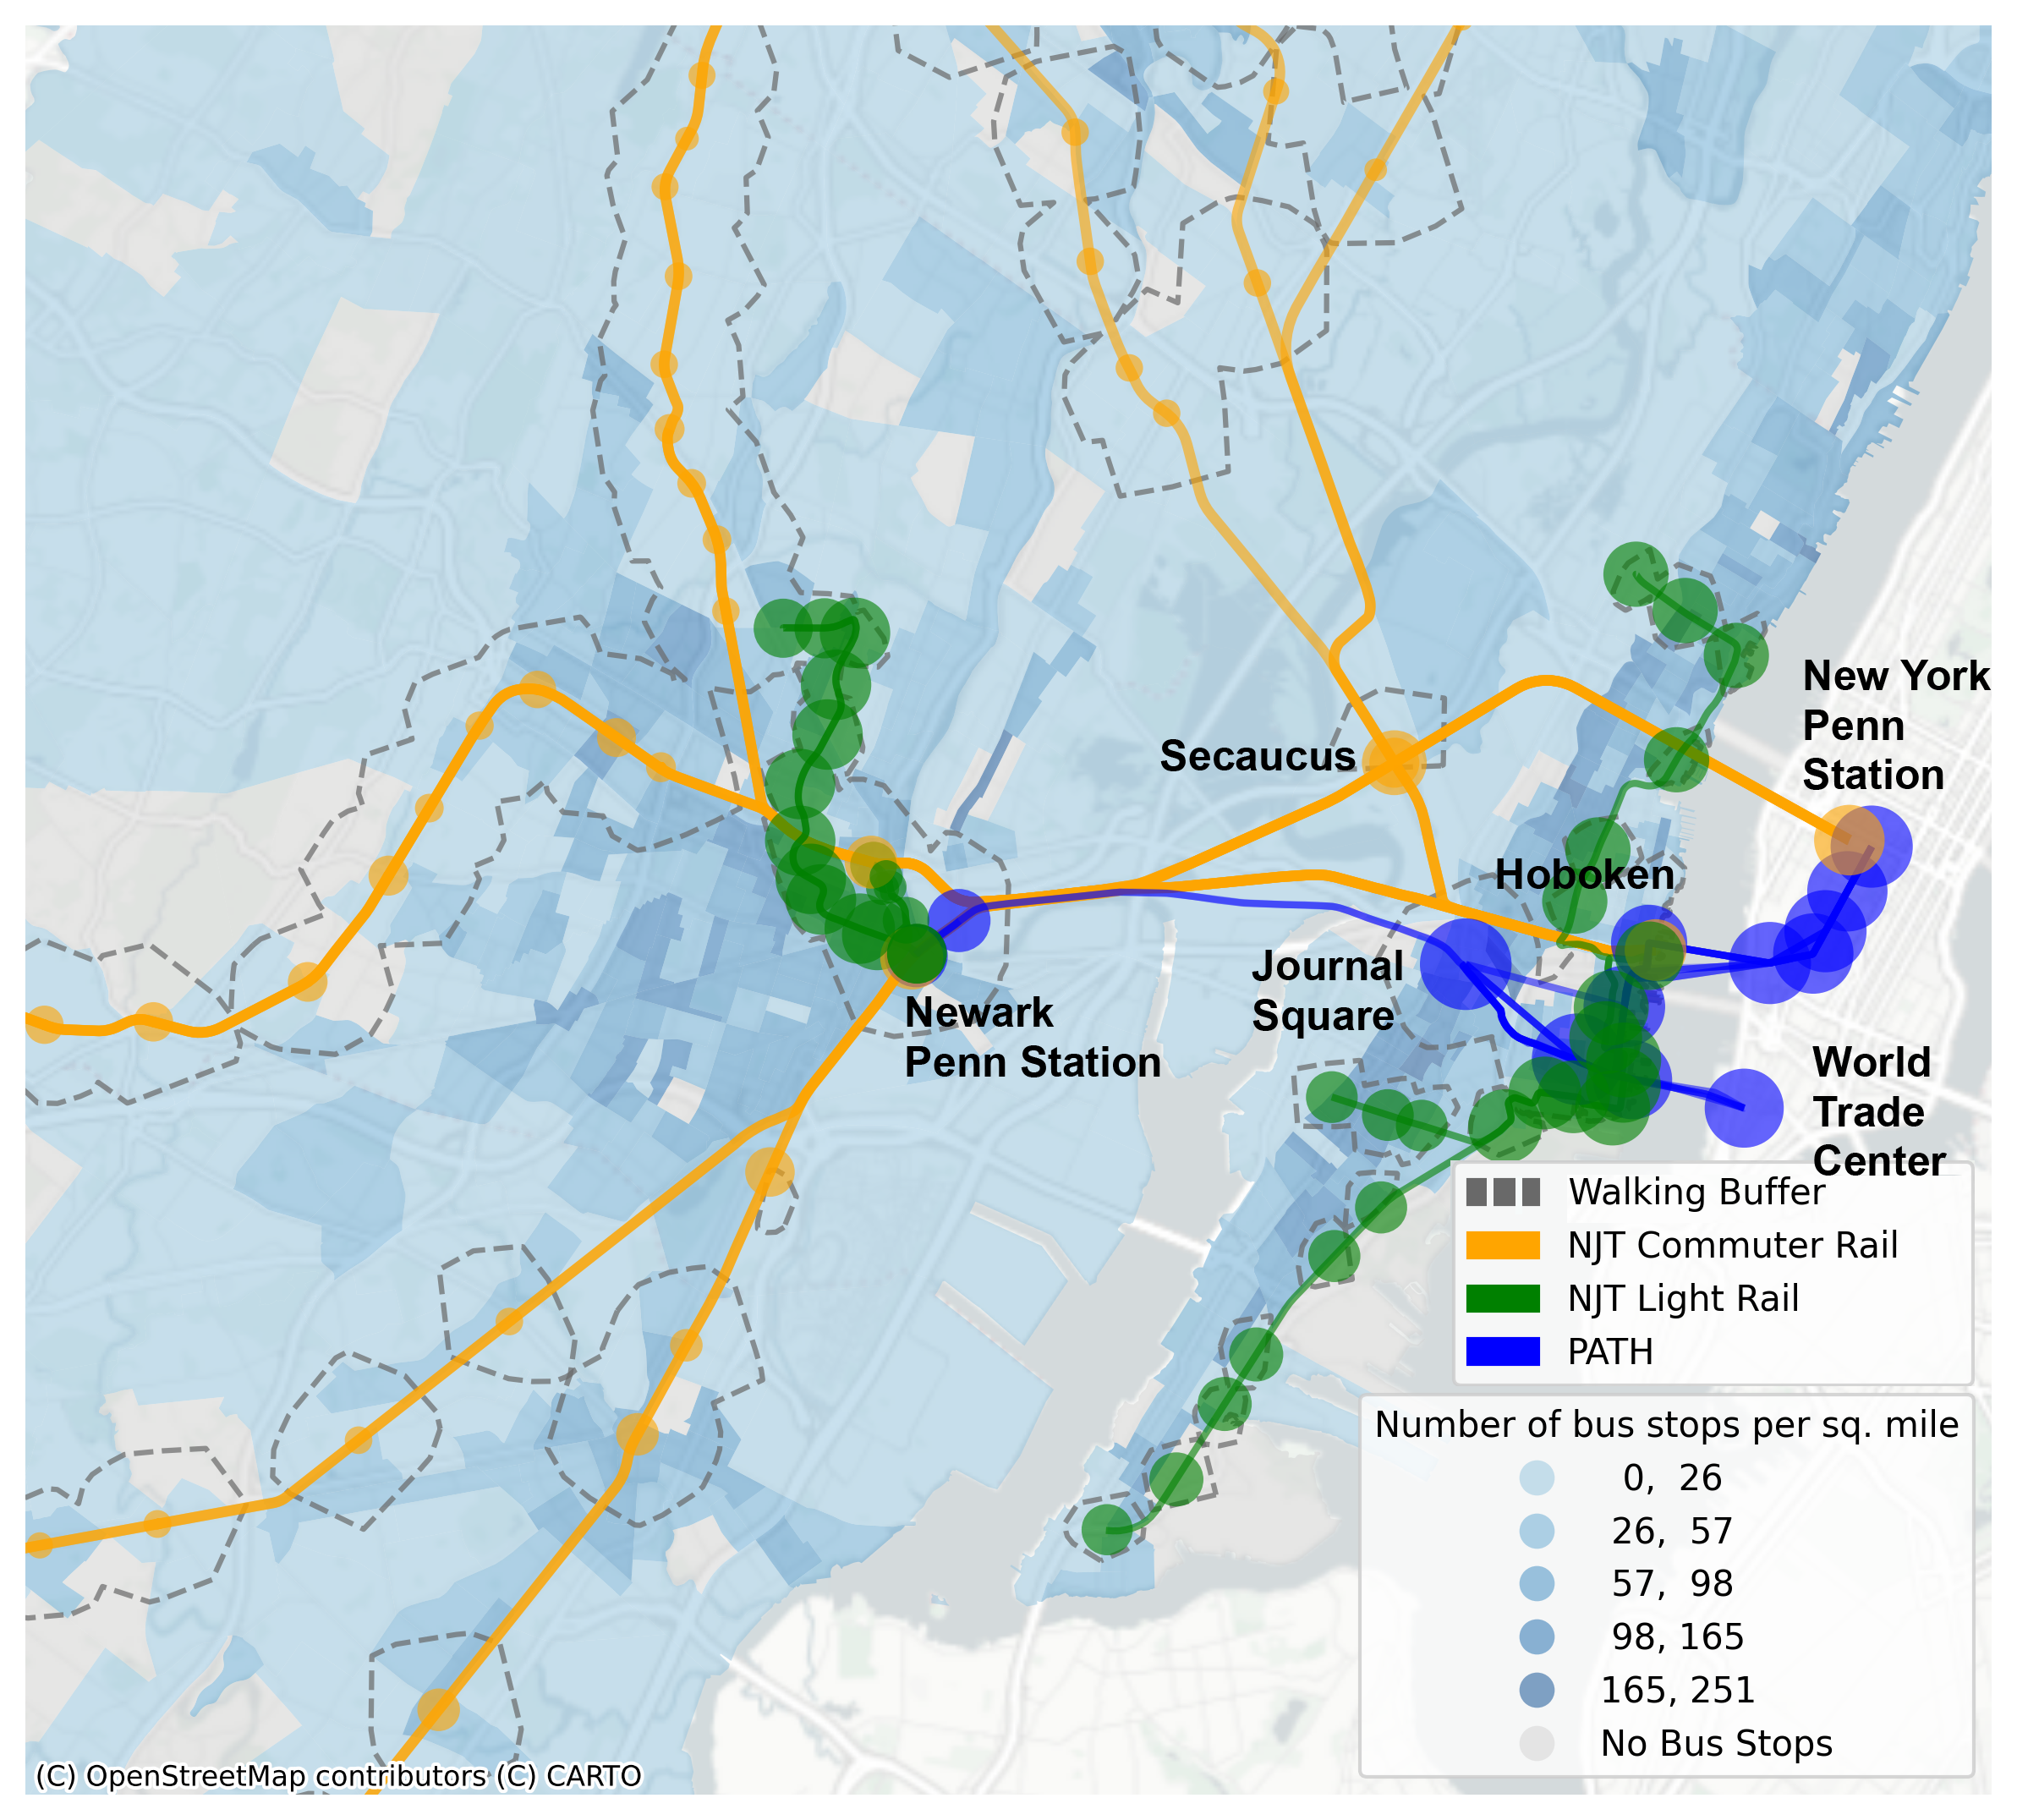 New York
Penn
Station
Secaucus
Hoboken
Journal
Square
Newark
Penn Station
World
Trade
Center
Walking Buffer
NJT Commuter Rail
NJT Light Rail
PATH
Number of bus stops per sq. mile
0, 26
26, 57
57, 98
98, 165
165, 251
No Bus Stops
(C) OpenStreetMap contributors (C) CARTO